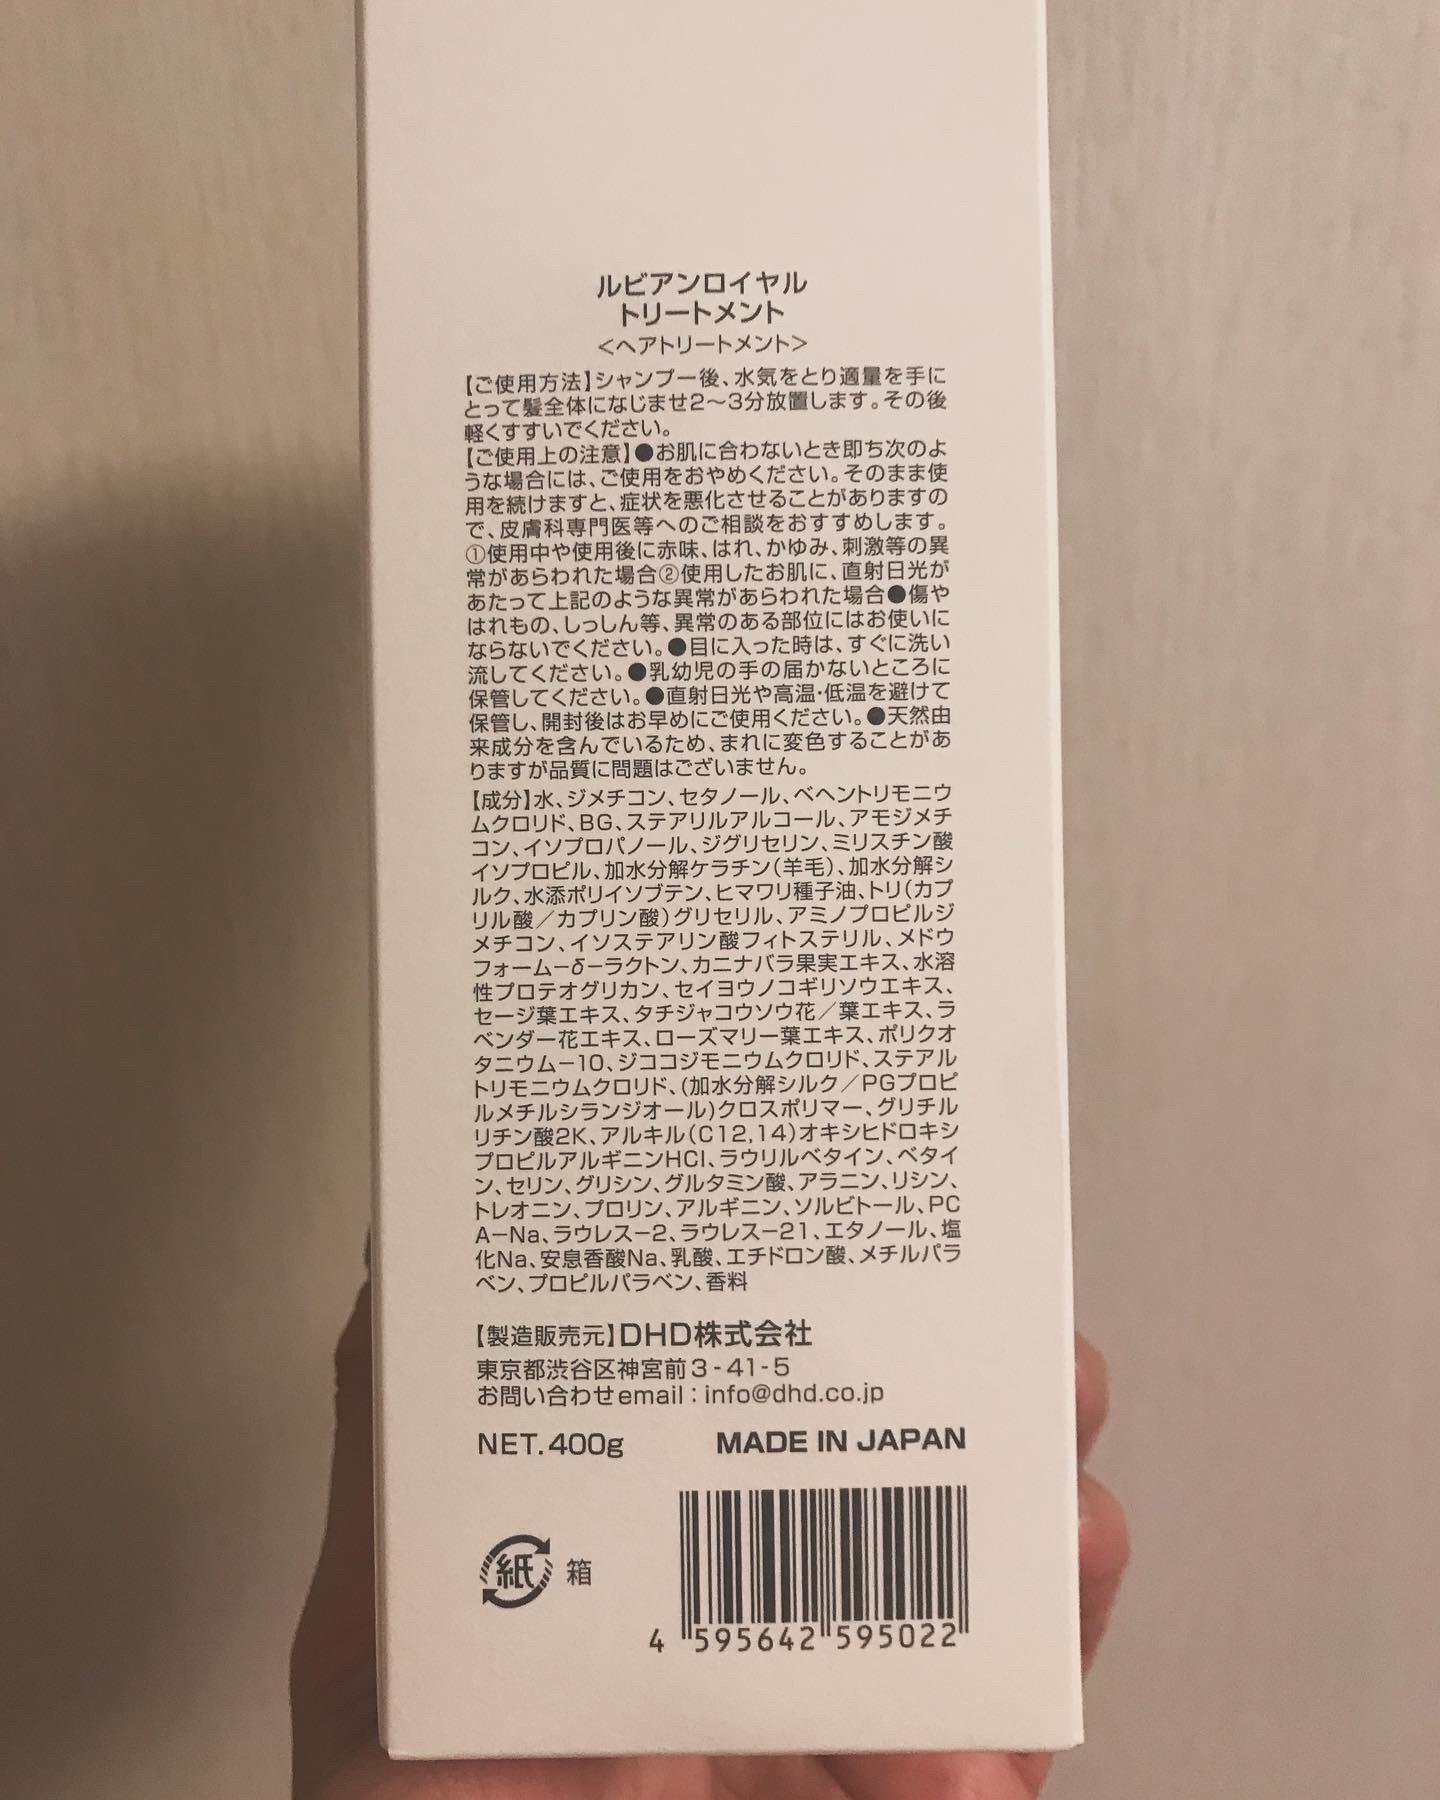 ルビアンロイヤル
トリートメント
<ヘアトリートメント>
【ご使用方法】シャンプー後、水気をとり適量を手に
とって髪全体になじませ2〜3分放置します。その後
軽くすすいでください。
【ご使用上の注意】●お肌に合わないとき即ち次のよ
うな場合には、ご使用をおやめください。そのまま使
用を続けますと、症状を悪化させることがありますの
で、皮膚科専門医等へのご相談をおすすめします。
①使用中や使用後に赤味、はれ、かゆみ、刺激等の異
常があらわれた場合②使用したお肌に、直射日光が
あたって上記のような異常があらわれた場合●傷や
はれもの、しっしん等、異常のある部位にはお使いに
ならないでください。●目に入った時は、すぐに洗い
流してください。●乳幼児の手の届かないところに
保管してください。●直射日光や高温・低温を避けて
保管し、開封後はお早めにご使用ください。●天然由
来成分を含んでいるため、まれに変色することがあ
りますが品質に問題はございません。
【成分】水、ジメチコン、セタノール、ベヘントリモニウ
ムクロリド、BG、ステアリルアルコール、アモジメチ
コン、イソプロパノール、ジグリセリン、ミリスチン酸
イソプロピル、加水分解ケラチン(羊毛)、加水分解シ
ルク、水添ポリイソブテン、ヒマワリ種子油、トリ(カプ
リル酸/カプリン酸)グリセリル、アミノプロピルジ
メチコン、イソステアリン酸フィトステリル、メドウ
フォーム-δ-ラクトン、カニナバラ果実エキス、水溶
性プロテオグリカン、セイヨウノコギリソウエキス、
セージ葉エキス、タチジャコウソウ花/葉エキス、ラ
ベンダー花エキス、ローズマリー葉エキス、ポリクオ
タニウム-10、ジココジモニウムクロリド、ステアル
トリモニウムクロリド、(加水分解シルク/PGプロピ
ルメチルシランジオール)クロスポリマー、グリチル
リチン酸2K、アルキル(C12,14)オキシヒドロキシ
プロピルアルギニンHCl、ラウリルベタイン、ベタイ
ン、セリン、グリシン、グルタミン酸、アラニン、リシン、
トレオニン、プロリン、アルギニン、ソルビトール、PC
A-Na、ラウレス-2、ラウレス-21、エタノール、塩
化Na、安息香酸Na、乳酸、エチドロン酸、メチルパラ
ベン、プロピルパラベン、香料
【製造販売元】DHD株式会社
東京都渋谷区神宮前3-41-5
お問い合わせemail：info@dhd.co.jp
NET.400g MADE IN JAPAN
紙 箱
4 595642 595022